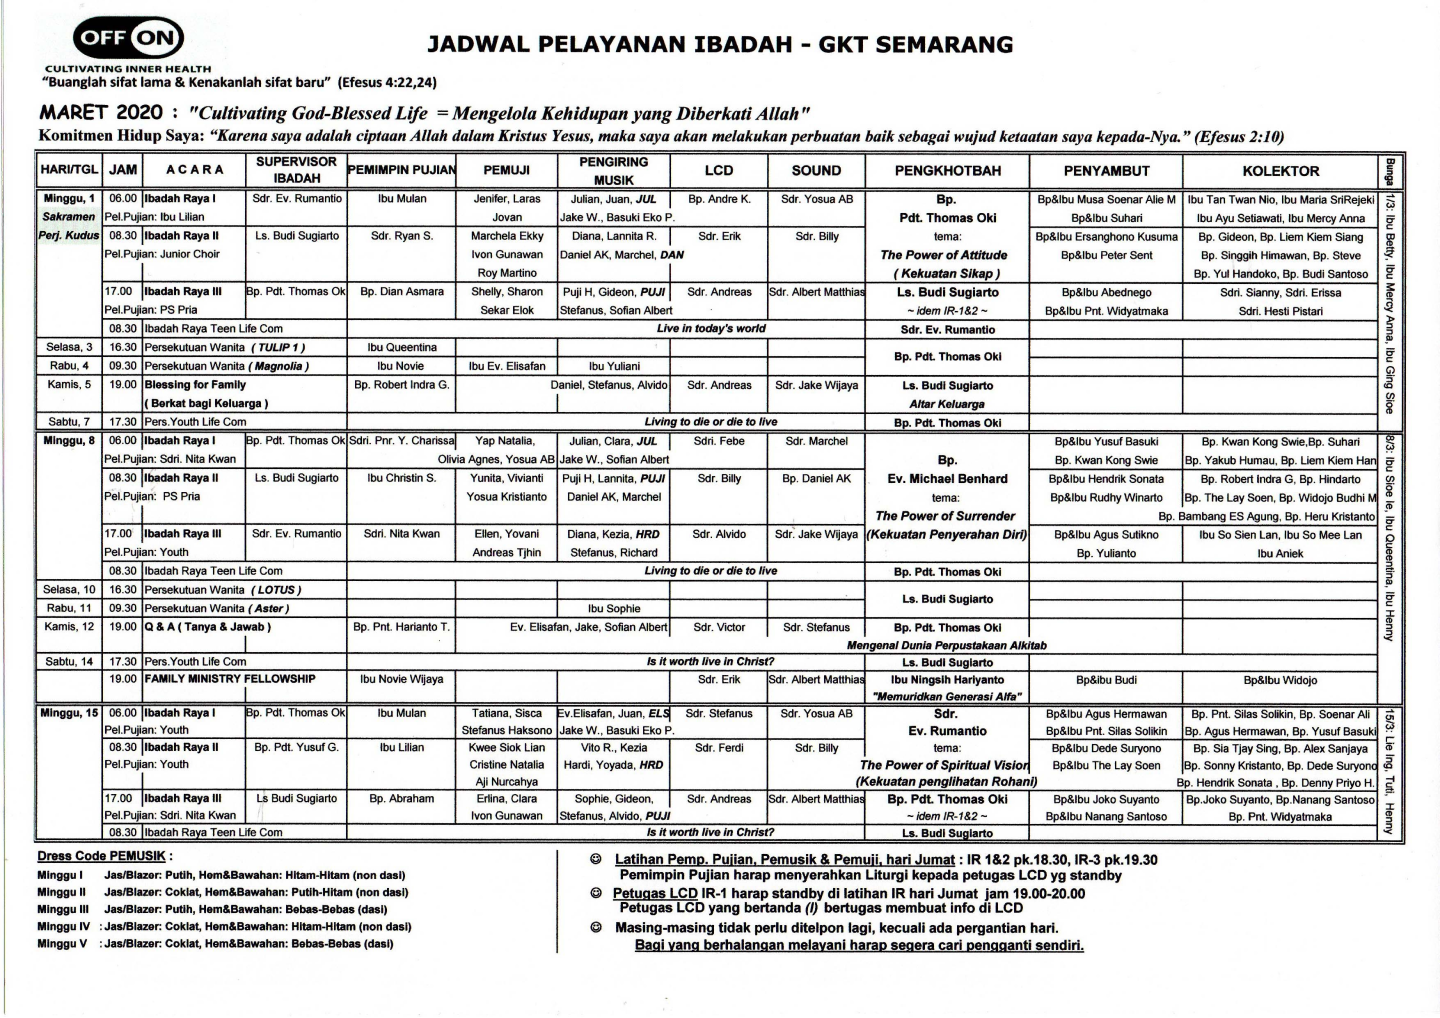 OFF ON
CULTIVATING INNER HEALTH
JADWAL PELAYANAN IBADAH - GKT SEMARANG
"Buanglah sifat lama & Kenakanlah sifat baru" (Efesus 4:22,24)
MARET 2020 : "Cultivating God-Blessed Life = Mengelola Kehidupan yang Diberkati Allah"
Komitmen Hidup Saya: "Karena saya adalah ciptaan Allah dalam Kristus Yesus, maka saya akan melakukan perbuatan baik sebagai wujud ketaatan saya kepada-Nya." (Efesus 2:10)
HARI/TGL JAM A C A R A SUPERVISOR IBADAH PEMIMPIN PUJIAN PEMUJI PENGIRING MUSIK LCD SOUND PENGKHOTBAH PENYAMBUT KOLEKTOR Bunga
Minggu, 1 06.00 Ibadah Raya I Sdr. Ev. Rumantio Ibu Mulan Jenifer, Laras Julian, Juan, JUL Bp. Andre K. Sdr. Yosua AB Bp. Bp&Ibu Musa Soenar Alie M Ibu Tan Twan Nio, Ibu Maria SriRejeki
Sakramen Pel.Pujian: Ibu Lilian Jovan Jake W., Basuki Eko P. Pdt. Thomas Oki Bp&Ibu Suhari Ibu Ayu Setiawati, Ibu Mercy Anna
Perj. Kudus 08.30 Ibadah Raya II Ls. Budi Sugiarto Sdr. Ryan S. Marchela Ekky Diana, Lannita R. Sdr. Erik Sdr. Billy tema: Bp&Ibu Ersanghono Kusuma Bp. Gideon, Bp. Liem Kiem Siang
Pel.Pujian: Junior Choir Ivon Gunawan Daniel AK, Marchel, DAN The Power of Attitude Bp&Ibu Peter Sent Bp. Singgih Himawan, Bp. Steve
Roy Martino ( Kekuatan Sikap ) Bp. Yul Handoko, Bp. Budi Santoso
17.00 Ibadah Raya III Bp. Pdt. Thomas Ok Bp. Dian Asmara Shelly, Sharon Puji H, Gideon, PUJI Sdr. Andreas Sdr. Albert Matthias Ls. Budi Sugiarto Bp&Ibu Abednego Sdri. Sianny, Sdri. Erissa
Pel.Pujian: PS Pria Sekar Elok Stefanus, Sofian Albert ~ idem IR-1&2 ~ Bp&Ibu Pnt. Widyatmaka Sdri. Hesti Pistari
08.30 Ibadah Raya Teen Life Com Live in today's world Sdr. Ev. Rumantio
Selasa, 3 16.30 Persekutuan Wanita ( TULIP 1 ) Ibu Queentina
Bp. Pdt. Thomas Oki
Rabu, 4 09.30 Persekutuan Wanita ( Magnolia ) Ibu Novie Ibu Ev. Elisafan Ibu Yuliani
Kamis, 5 19.00 Blessing for Family Bp. Robert Indra G. Daniel, Stefanus, Alvido Sdr. Andreas Sdr. Jake Wijaya Ls. Budi Sugiarto
( Berkat bagi Keluarga ) Altar Keluarga
Sabtu, 7 17.30 Pers.Youth Life Com Living to die or die to live Bp. Pdt. Thomas Oki
1/3: Ibu Betty, Ibu Mercy Anna, Ibu Ging Sioe
Minggu, 8 06.00 Ibadah Raya I Bp. Pdt. Thomas Ok Sdri. Pnr. Y. Charissa Yap Natalia, Julian, Clara, JUL Sdri. Febe Sdr. Marchel Bp&Ibu Yusuf Basuki Bp. Kwan Kong Swie,Bp. Suhari
Pel.Pujian: Sdri. Nita Kwan Olivia Agnes, Yosua AB Jake W., Sofian Albert Bp. Bp. Kwan Kong Swie Bp. Yakub Humau, Bp. Liem Kiem Han
08.30 Ibadah Raya II Ls. Budi Sugiarto Ibu Christin S. Yunita, Vivianti Puji H, Lannita, PUJI Sdr. Billy Bp. Daniel AK Ev. Michael Benhard Bp&Ibu Hendrik Sonata Bp. Robert Indra G, Bp. Hindarto
Pel.Pujian: PS Pria Yosua Kristianto Daniel AK, Marchel tema: Bp&Ibu Rudhy Winarto Bp. The Lay Soen, Bp. Widojo Budhi M
The Power of Surrender Bp. Bambang ES Agung, Bp. Heru Kristanto
17.00 Ibadah Raya III Sdr. Ev. Rumantio Sdri. Nita Kwan Ellen, Yovani Diana, Kezia, HRD Sdr. Alvido Sdr. Jake Wijaya (Kekuatan Penyerahan Diri) Bp&Ibu Agus Sutikno Ibu So Sien Lan, Ibu So Mee Lan
Pel.Pujian: Youth Andreas Tjhin Stefanus, Richard Bp. Yulianto Ibu Aniek
08.30 Ibadah Raya Teen Life Com Living to die or die to live Bp. Pdt. Thomas Oki
Selasa, 10 16.30 Persekutuan Wanita ( LOTUS )
Ls. Budi Sugiarto
Rabu, 11 09.30 Persekutuan Wanita ( Aster ) Ibu Sophie
Kamis, 12 19.00 Q & A ( Tanya & Jawab ) Bp. Pnt. Harianto T. Ev. Elisafan, Jake, Sofian Albert Sdr. Victor Sdr. Stefanus Bp. Pdt. Thomas Oki
Mengenal Dunia Perpustakaan Alkitab
Sabtu, 14 17.30 Pers.Youth Life Com Is it worth live in Christ? Ls. Budi Sugiarto
19.00 FAMILY MINISTRY FELLOWSHIP Ibu Novie Wijaya Sdr. Erik Sdr. Albert Matthias Ibu Ningsih Hariyanto Bp&ibu Budi Bp&Ibu Widojo
"Memuridkan Generasi Alfa"
8/3: Ibu Sioe Ie, Ibu Queentina, Ibu Henny
Minggu, 15 06.00 Ibadah Raya I Bp. Pdt. Thomas Ok Ibu Mulan Tatiana, Sisca Ev.Elisafan, Juan, ELS Sdr. Stefanus Sdr. Yosua AB Sdr. Bp&Ibu Agus Hermawan Bp. Pnt. Silas Solikin, Bp. Soenar Ali
Pel.Pujian: Youth Stefanus Haksono Jake W., Basuki Eko P. Ev. Rumantio Bp&Ibu Pnt. Silas Solikin Bp. Agus Hermawan, Bp. Yusuf Basuki
08.30 Ibadah Raya II Bp. Pdt. Yusuf G. Ibu Lilian Kwee Siok Lian Vito R., Kezia Sdr. Ferdi Sdr. Billy tema: Bp&Ibu Dede Suryono Bp. Sia Tjay Sing, Bp. Alex Sanjaya
Pel.Pujian: Youth Cristine Natalia Hardi, Yoyada, HRD The Power of Spiritual Vision Bp&Ibu The Lay Soen Bp. Sonny Kristanto, Bp. Dede Suryono
Aji Nurcahya (Kekuatan penglihatan Rohani) Bp. Hendrik Sonata , Bp. Denny Priyo H.
17.00 Ibadah Raya III Ls Budi Sugiarto Bp. Abraham Erlina, Clara Sophie, Gideon, Sdr. Andreas Sdr. Albert Matthias Bp. Pdt. Thomas Oki Bp&Ibu Joko Suyanto Bp.Joko Suyanto, Bp.Nanang Santoso
Pel.Pujian: Sdri. Nita Kwan Ivon Gunawan Stefanus, Alvido, PUJI ~ idem IR-1&2 ~ Bp&Ibu Nanang Santoso Bp. Pnt. Widyatmaka
08.30 Ibadah Raya Teen Life Com Is it worth live in Christ? Ls. Budi Sugiarto
15/3: Lie Ing, Tuti, Henny
Dress Code PEMUSIK :
Minggu I Jas/Blazer: Putih, Hem&Bawahan: Hitam-Hitam (non dasi)
Minggu II Jas/Blazer: Coklat, Hem&Bawahan: Putih-Hitam (non dasi)
Minggu III Jas/Blazer: Putih, Hem&Bawahan: Bebas-Bebas (dasi)
Minggu IV : Jas/Blazer: Coklat, Hem&Bawahan: Hitam-Hitam (non dasi)
Minggu V : Jas/Blazer: Coklat, Hem&Bawahan: Bebas-Bebas (dasi)
☺ Latihan Pemp. Pujian, Pemusik & Pemuji, hari Jumat : IR 1&2 pk.18.30, IR-3 pk.19.30
Pemimpin Pujian harap menyerahkan Liturgi kepada petugas LCD yg standby
☺ Petugas LCD IR-1 harap standby di latihan IR hari Jumat jam 19.00-20.00
Petugas LCD yang bertanda (I) bertugas membuat info di LCD
☺ Masing-masing tidak perlu ditelpon lagi, kecuali ada pergantian hari.
Bagi yang berhalangan melayani harap segera cari pengganti sendiri.